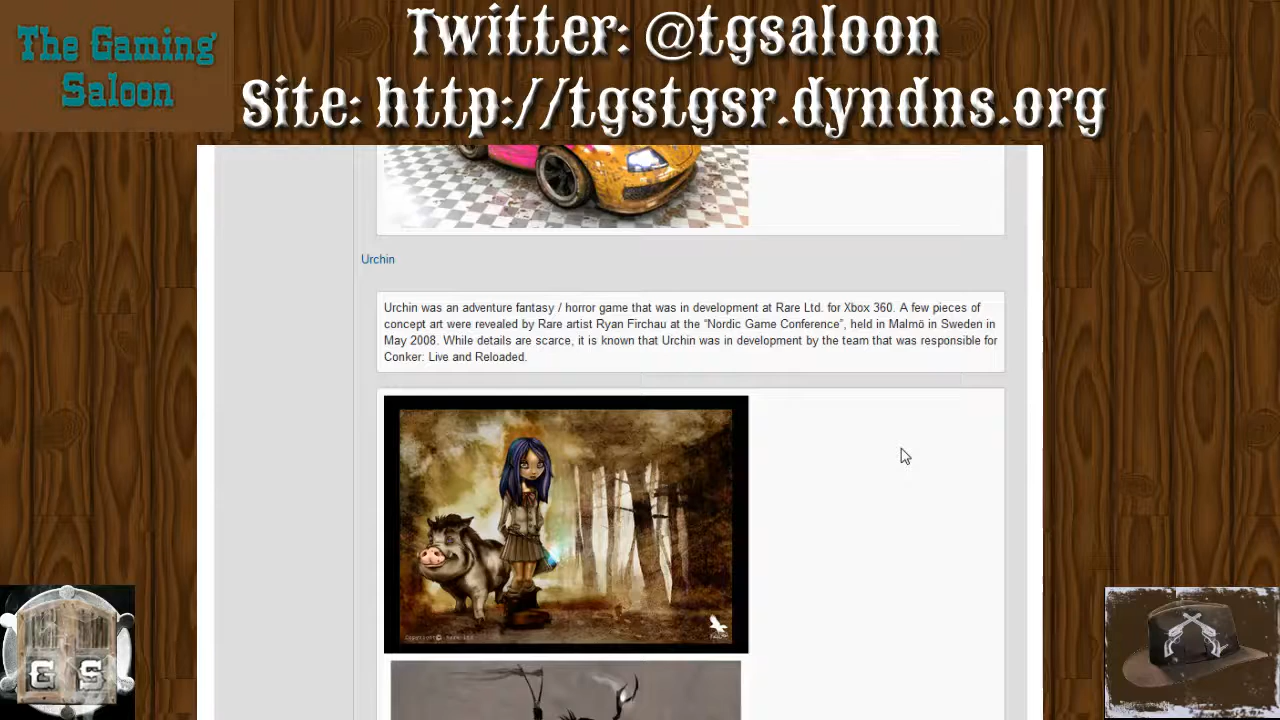 The Gaming
Saloon
Twitter: @tgsaloon
Site: http://tgstgsr.dyndns.org
Urchin
Urchin was an adventure fantasy / horror game that was in development at Rare Ltd. for Xbox 360. A few pieces of
concept art were revealed by Rare artist Ryan Firchau at the “Nordic Game Conference”, held in Malmö in Sweden in
May 2008. While details are scarce, it is known that Urchin was in development by the team that was responsible for
Conker: Live and Reloaded.
Copyright© Rare Ltd
G S